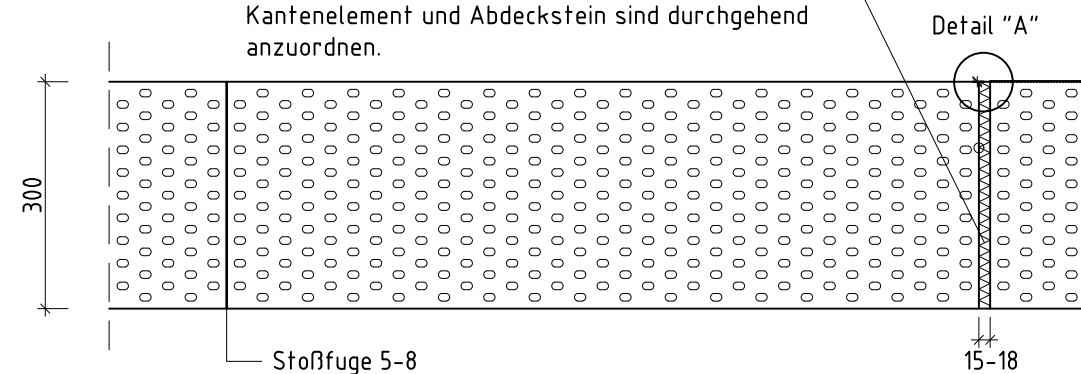 Kantenelement und Abdeckstein sind durchgehend
anzuordnen.
Detail "A"
300
Stoßfuge 5-8
15-18